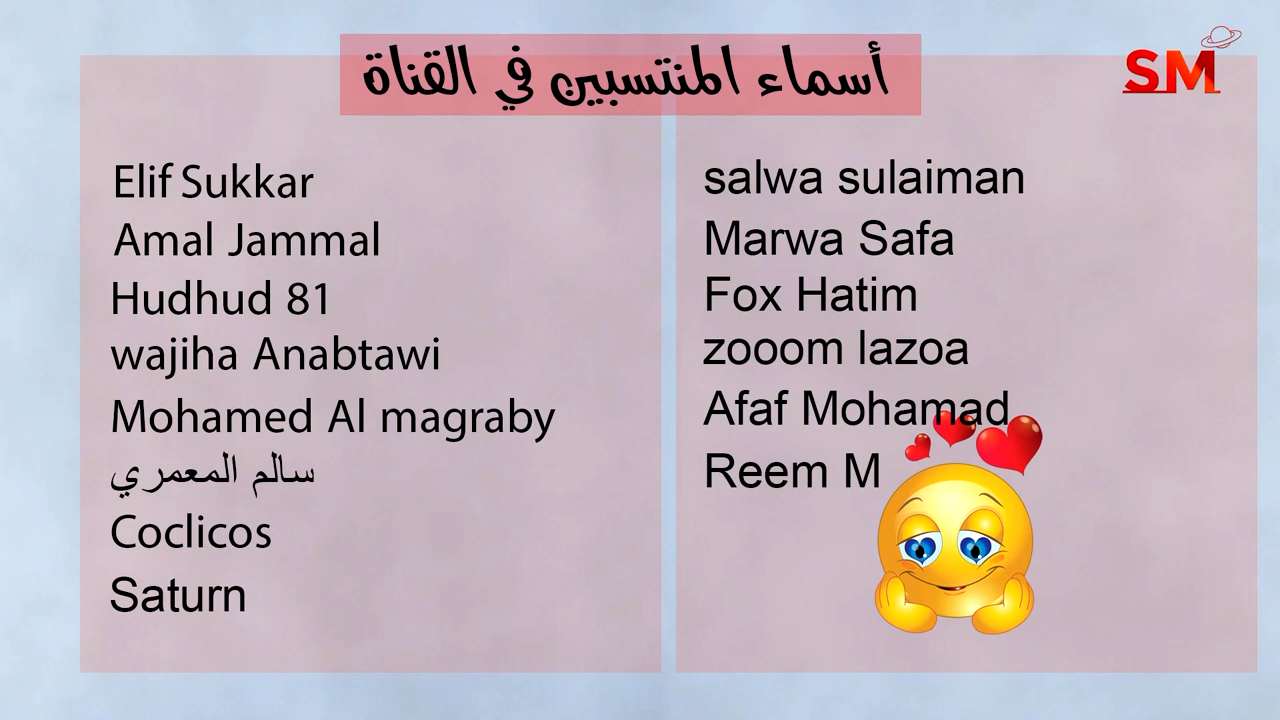 أسماء المنتسبين في القناة
SM
Elif Sukkar
Amal Jammal
Hudhud 81
wajiha Anabtawi
Mohamed Al magraby
سالم المعمري
Coclicos
Saturn
salwa sulaiman
Marwa Safa
Fox Hatim
zooom lazoa
Afaf Mohamad
Reem M